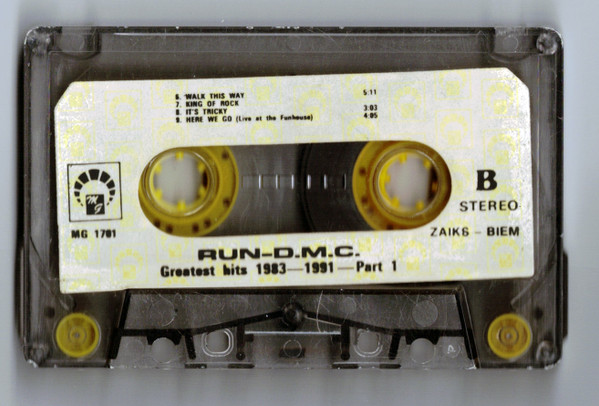 6. WALK THIS WAY 5:11
7. KING OF ROCK
8. IT'S TRICKY 3:03
9. HERE WE GO (Live at the Funhouse) 4:05
MG
MG 1701
B
STEREO
ZAIKS - BIEM
RUN-D.M.C.
Greatest hits 1983—1991—Part 1
A